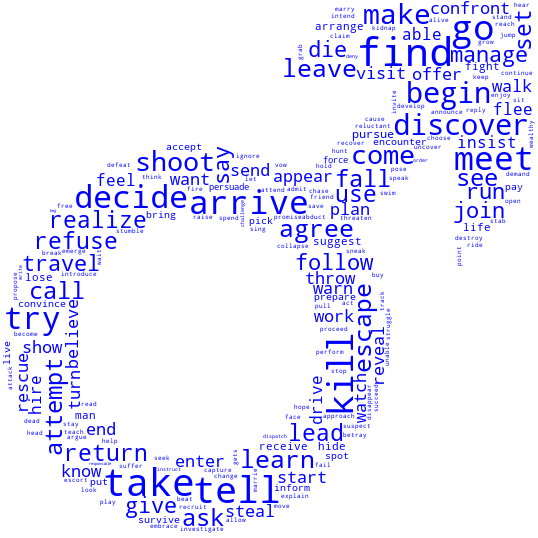 marry
hear
intend
alive
confront
stand
make
go
set
reach
claim
kidnap
arrange
able
jump
grab
die
find
manage
grow
deny
leave
visit
offer
fight
continue
keep
walk
begin
enjoy
sit
invite
develop
flee
cause
announce
reply
reluctant
discover
wealthy
pursue
choose
recover
encounter
insist
accept
uncover
hunt
order
say
ignore
force
come
meet
defeat
shoot
send
vow
hold
pose
demand
feel
think
want
let
appear
fall
speak
see
run
pay
fire
persuade
attend
admit
chase
use
swim
open
decide
arrive
friend
free
save
plan
join
stab
beg
realize
bring
raise
spend
challenge
pick
promise
abduct
threaten
life
stumble
sing
agree
destroy
refuse
suggest
ride
break
emerge
wait
collapse
sneak
point
travel
follow
propose
write
introduce
throw
buy
lose
call
warn
convince
prepare
escape
track
pull
act
try
believe
work
become
proceed
struggle
unable
live
show
perform
watch
reveal
rescue
turn
kill
stop
attack
hire
attempt
drive
disappear
succeed
read
hope
dead
man
face
approach
head
stay
end
lead
suspect
teach
dispatch
betray
argue
help
return
receive
hide
seek
gets
learn
know
responsible
suffer
enter
spot
fail
escort
put
take
instruct
capture
change
marries
start
look
tell
inform
explain
play
give
beat
recruit
steal
move
survive
ask
allow
embrace
investigate